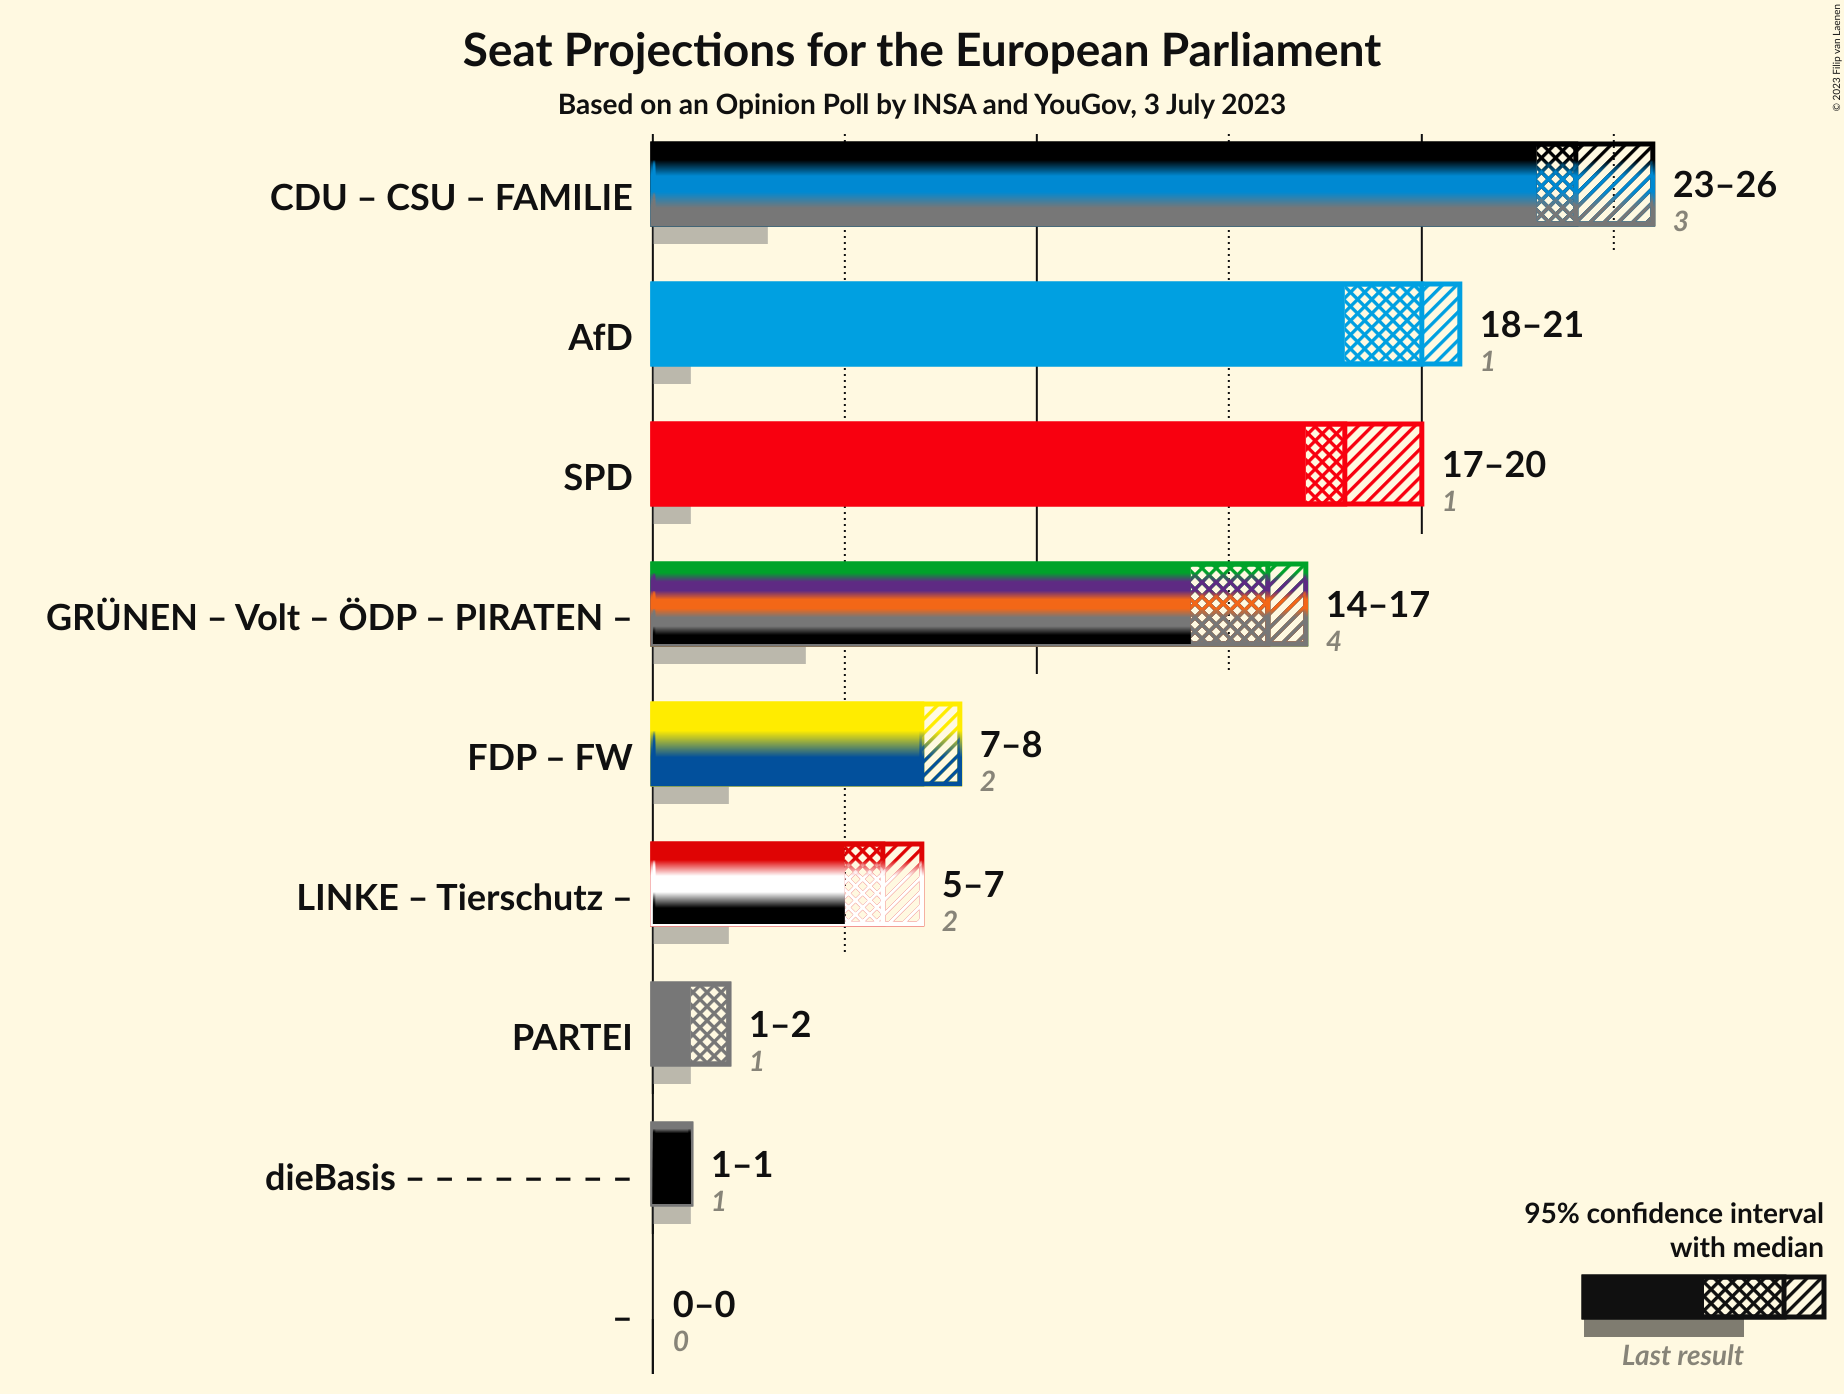 Seat Projections for the European Parliament
Based on an Opinion Poll by INSA and YouGov, 3 July 2023
© 2023 Filip van Laenen
CDU – CSU – FAMILIE
23–26
3
AfD
18–21
1
SPD
17–20
1
GRÜNEN – Volt – ÖDP – PIRATEN –
14–17
4
FDP – FW
7–8
2
LINKE – Tierschutz –
5–7
2
PARTEI
1–2
1
dieBasis – – – – – – – –
1–1
1
–
0–0
0
95% confidence interval
with median
Last result